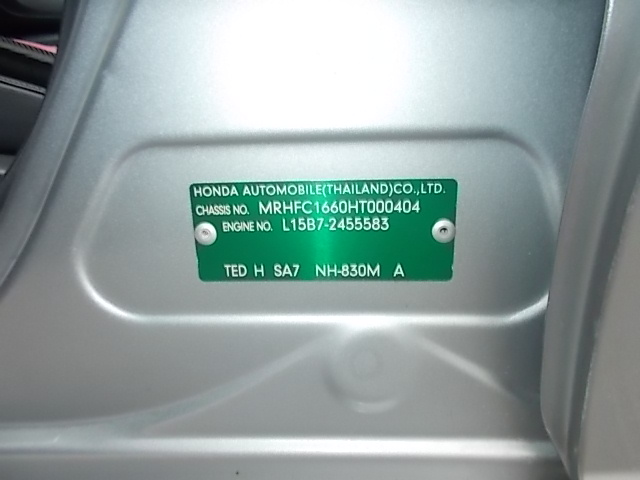 HONDA AUTOMOBILE(THAILAND)CO.,LTD.
CHASSIS NO. MRHFC1660HT000404
ENGINE NO. L15B7-2455583
TED H SA7 NH-830M A